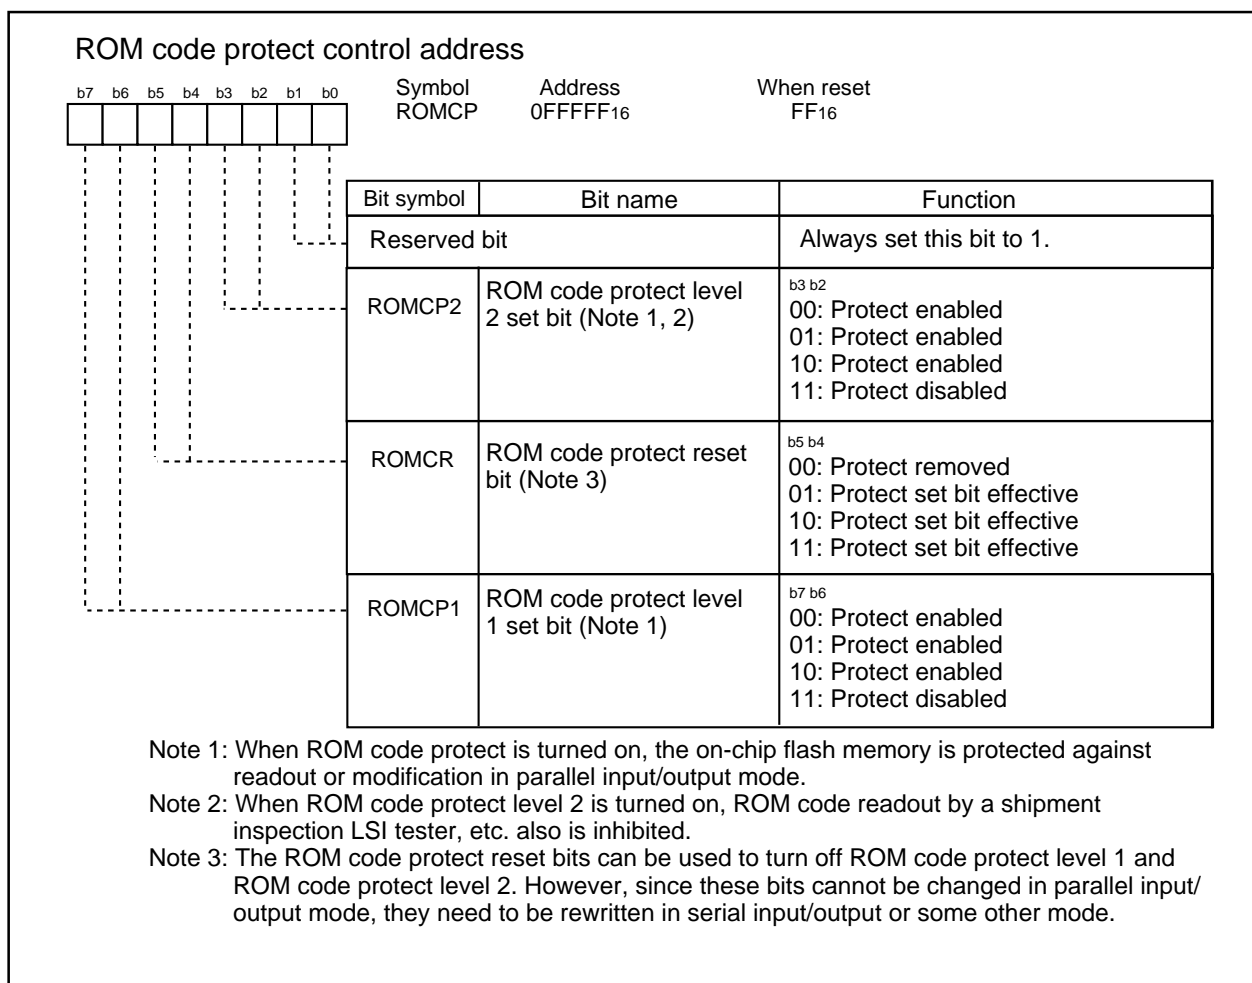 ROM code protect control address
b7 b6 b5 b4 b3 b2 b1 b0
Symbol Address When reset
ROMCP 0FFFFF16 FF16
Bit symbol Bit name Function
Reserved bit Always set this bit to 1.
ROMCP2
ROM code protect level
2 set bit (Note 1, 2)
b3 b2
00: Protect enabled
01: Protect enabled
10: Protect enabled
11: Protect disabled
ROMCR
ROM code protect reset
bit (Note 3)
b5 b4
00: Protect removed
01: Protect set bit effective
10: Protect set bit effective
11: Protect set bit effective
ROMCP1
ROM code protect level
1 set bit (Note 1)
b7 b6
00: Protect enabled
01: Protect enabled
10: Protect enabled
11: Protect disabled
Note 1: When ROM code protect is turned on, the on-chip flash memory is protected against
readout or modification in parallel input/output mode.
Note 2: When ROM code protect level 2 is turned on, ROM code readout by a shipment
inspection LSI tester, etc. also is inhibited.
Note 3: The ROM code protect reset bits can be used to turn off ROM code protect level 1 and
ROM code protect level 2. However, since these bits cannot be changed in parallel input/
output mode, they need to be rewritten in serial input/output or some other mode.